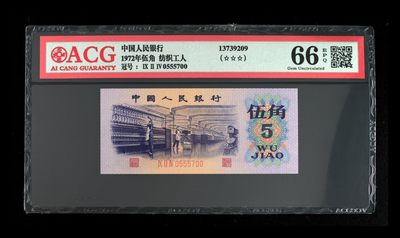 ACG
AI CANG GUARANTY
中国人民银行
1972年伍角 纺织工人
冠号：IX II IV 0555700
13739209
(☆☆☆)
66 EPQ
Gem Uncirculated
中国人民银行
伍角
5
WU
JIAO
IX II IV 0555700